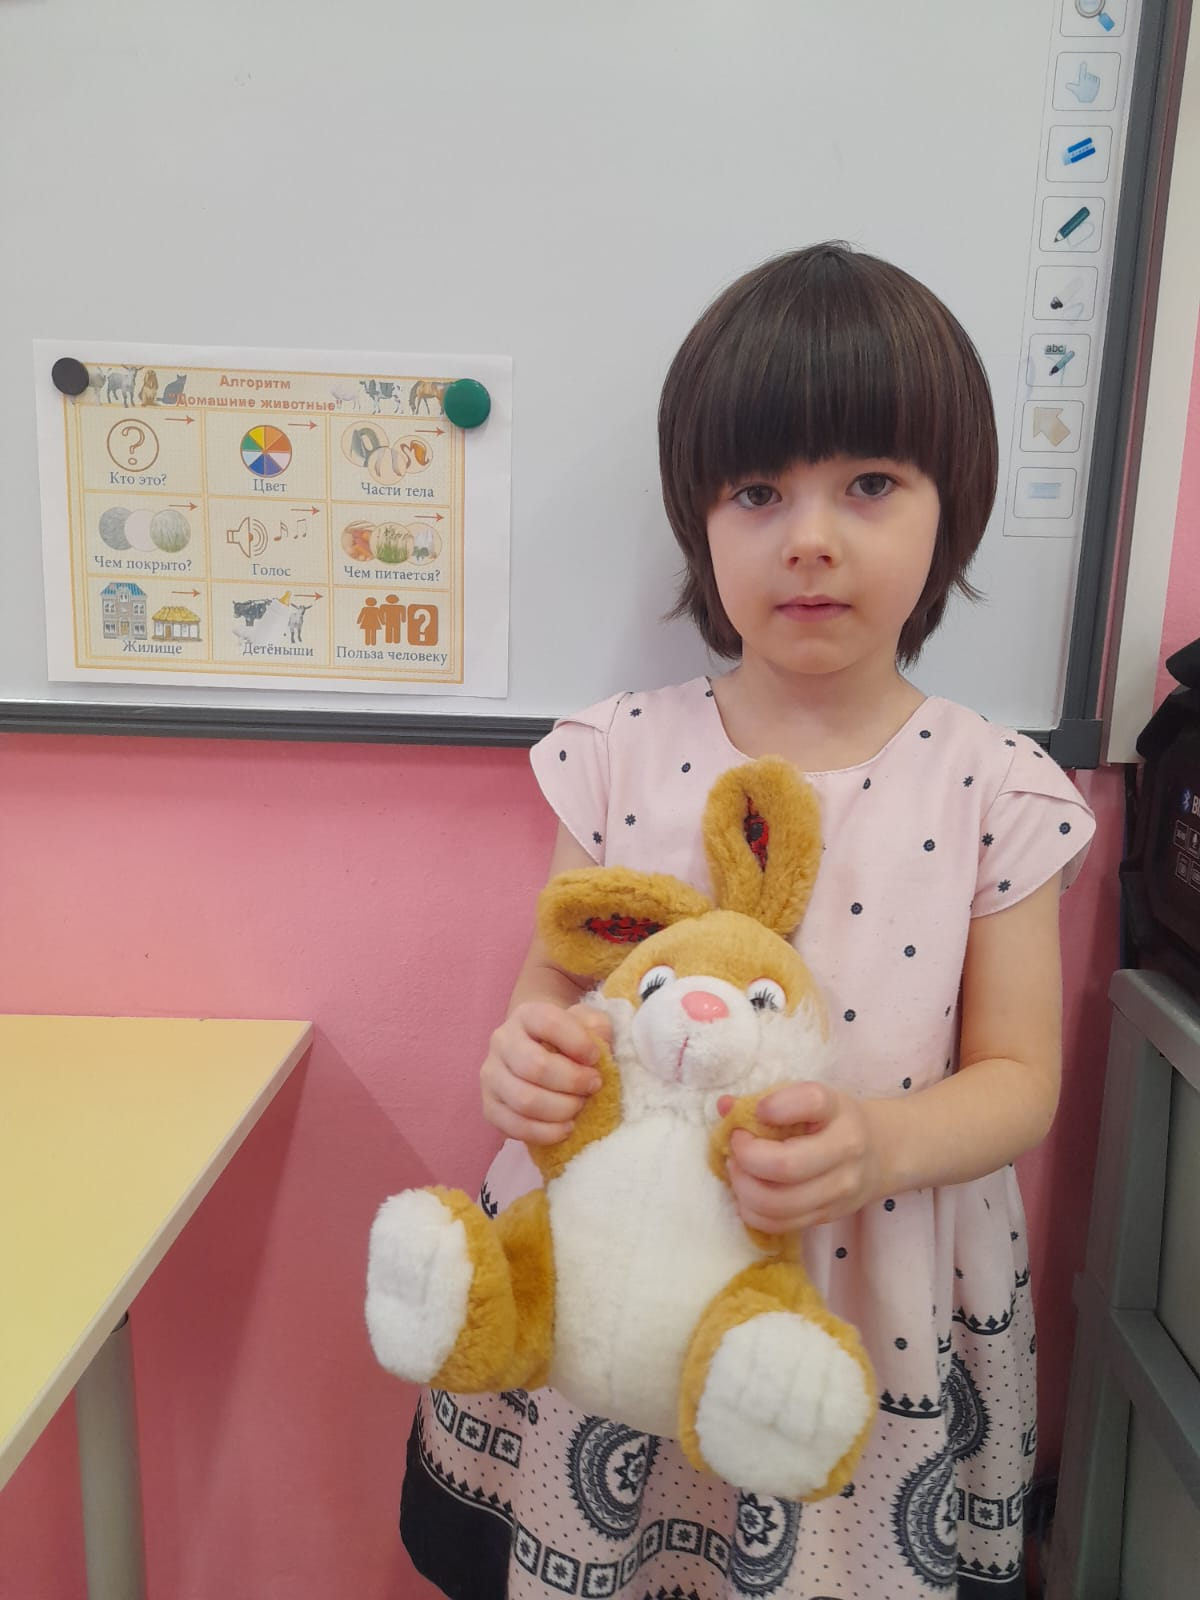 Алгоритм
"Домашние животные"
Кто это?
Цвет
Части тела
Чем покрыто?
Голос
Чем питается?
Жилище
Детёныши
Польза человеку
abc